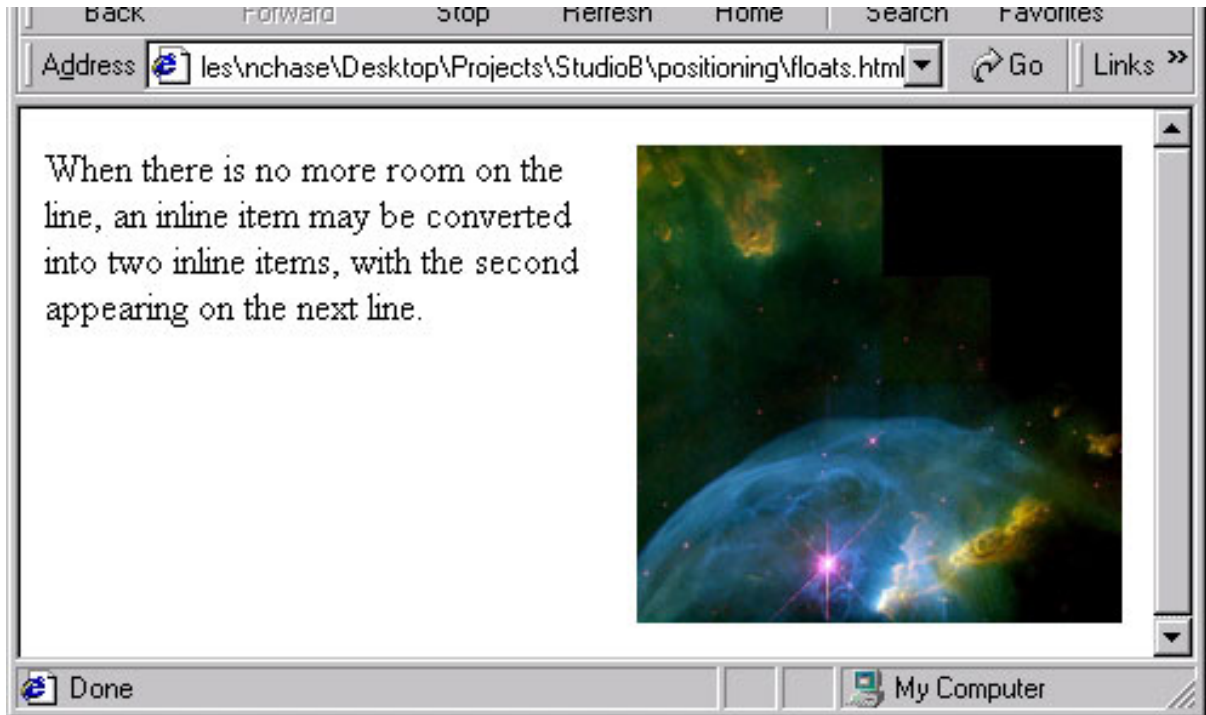 Back Forward Stop Refresh Home Search Favorites
Address les\nchase\Desktop\Projects\StudioB\positioning\floats.html Go Links »
When there is no more room on the
line, an inline item may be converted
into two inline items, with the second
appearing on the next line.
Done My Computer